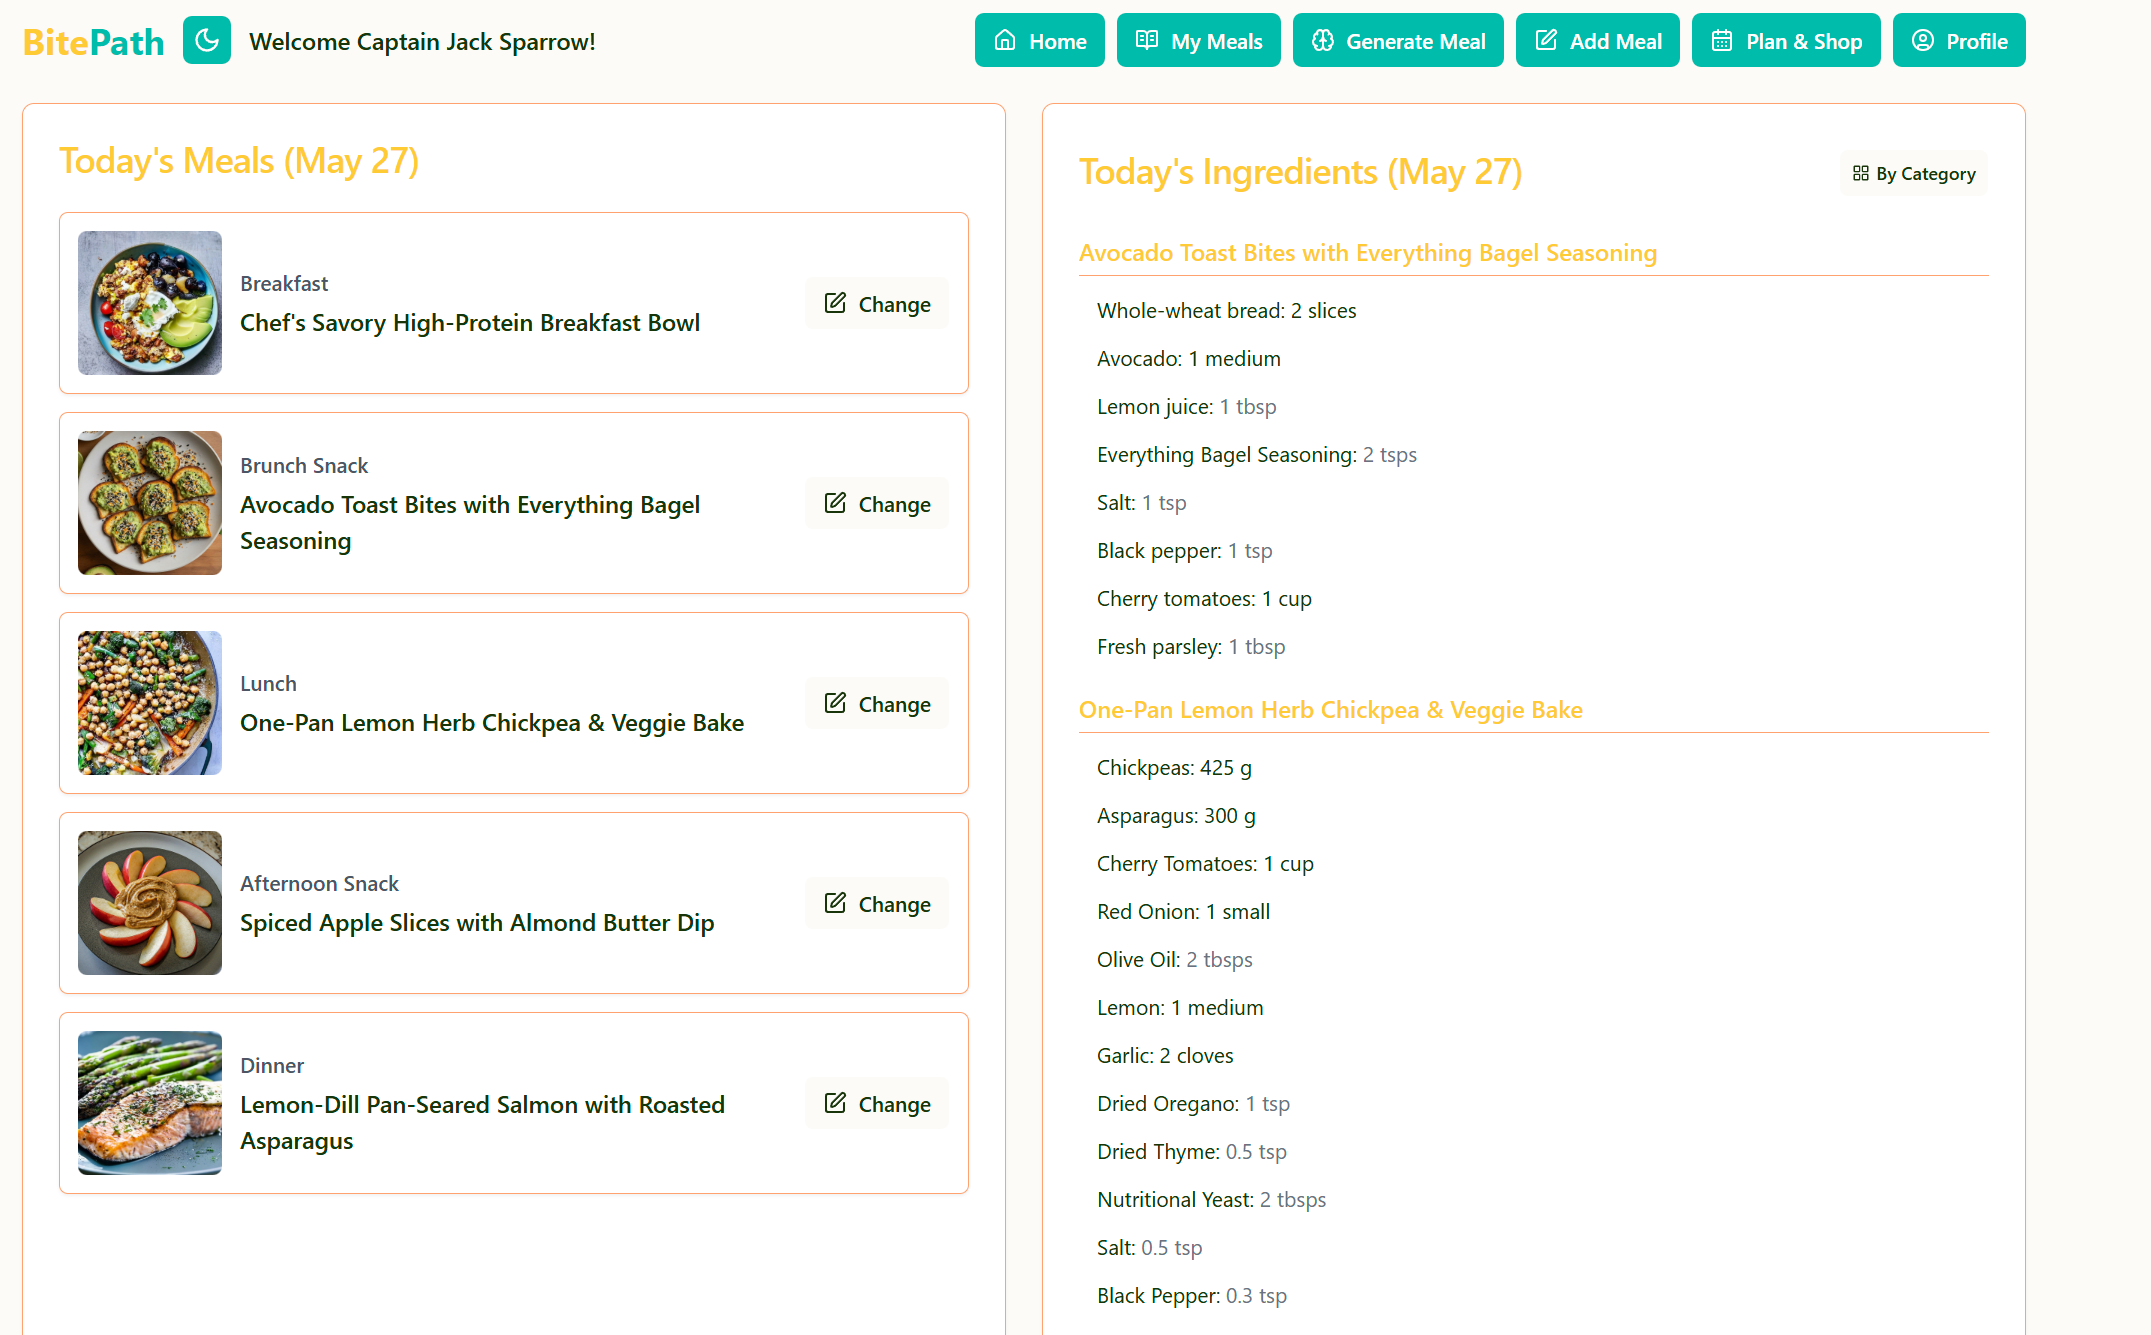 BitePath
Welcome Captain Jack Sparrow!
Home
My Meals
Generate Meal
Add Meal
Plan & Shop
Profile
Today's Meals (May 27)
Breakfast
Chef's Savory High-Protein Breakfast Bowl
Change
Brunch Snack
Avocado Toast Bites with Everything Bagel
Seasoning
Change
Lunch
One-Pan Lemon Herb Chickpea & Veggie Bake
Change
Afternoon Snack
Spiced Apple Slices with Almond Butter Dip
Change
Dinner
Lemon-Dill Pan-Seared Salmon with Roasted
Asparagus
Change
Today's Ingredients (May 27)
By Category
Avocado Toast Bites with Everything Bagel Seasoning
Whole-wheat bread: 2 slices
Avocado: 1 medium
Lemon juice: 1 tbsp
Everything Bagel Seasoning: 2 tsps
Salt: 1 tsp
Black pepper: 1 tsp
Cherry tomatoes: 1 cup
Fresh parsley: 1 tbsp
One-Pan Lemon Herb Chickpea & Veggie Bake
Chickpeas: 425 g
Asparagus: 300 g
Cherry Tomatoes: 1 cup
Red Onion: 1 small
Olive Oil: 2 tbsps
Lemon: 1 medium
Garlic: 2 cloves
Dried Oregano: 1 tsp
Dried Thyme: 0.5 tsp
Nutritional Yeast: 2 tbsps
Salt: 0.5 tsp
Black Pepper: 0.3 tsp